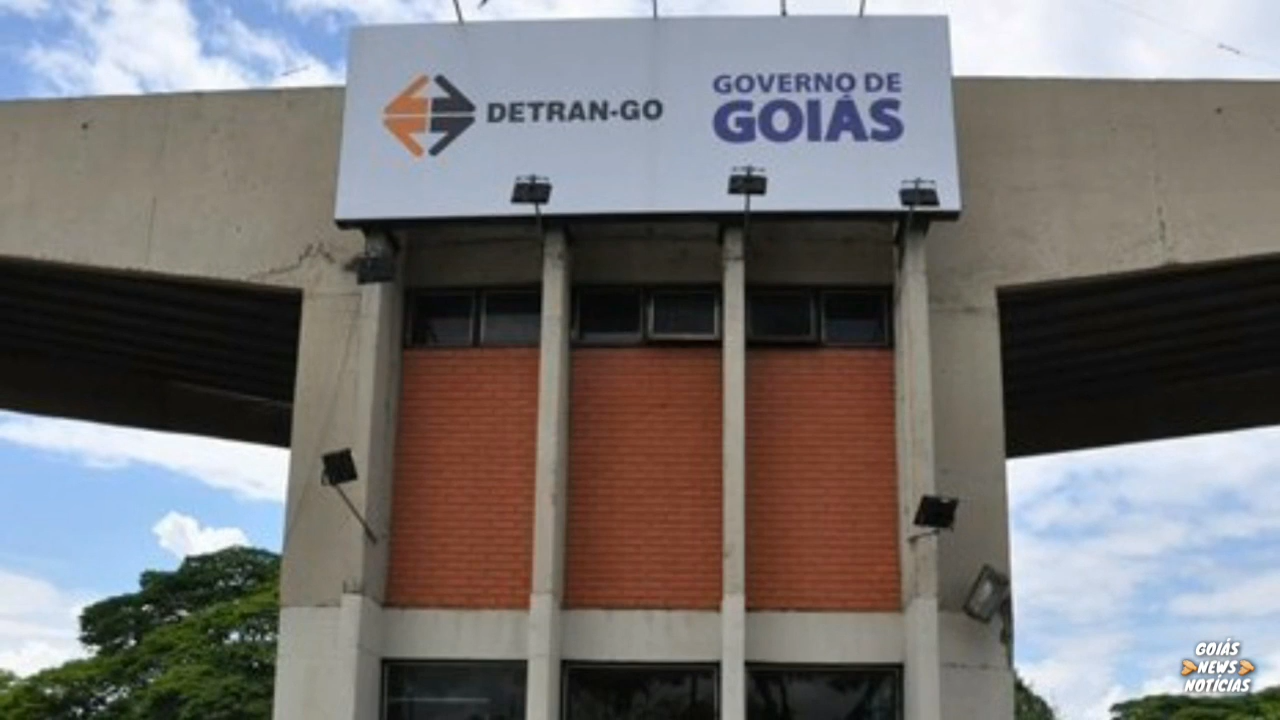 DETRAN-GO
GOVERNO DE
GOIÁS
GOIÁS
NEWS
NOTÍCIAS